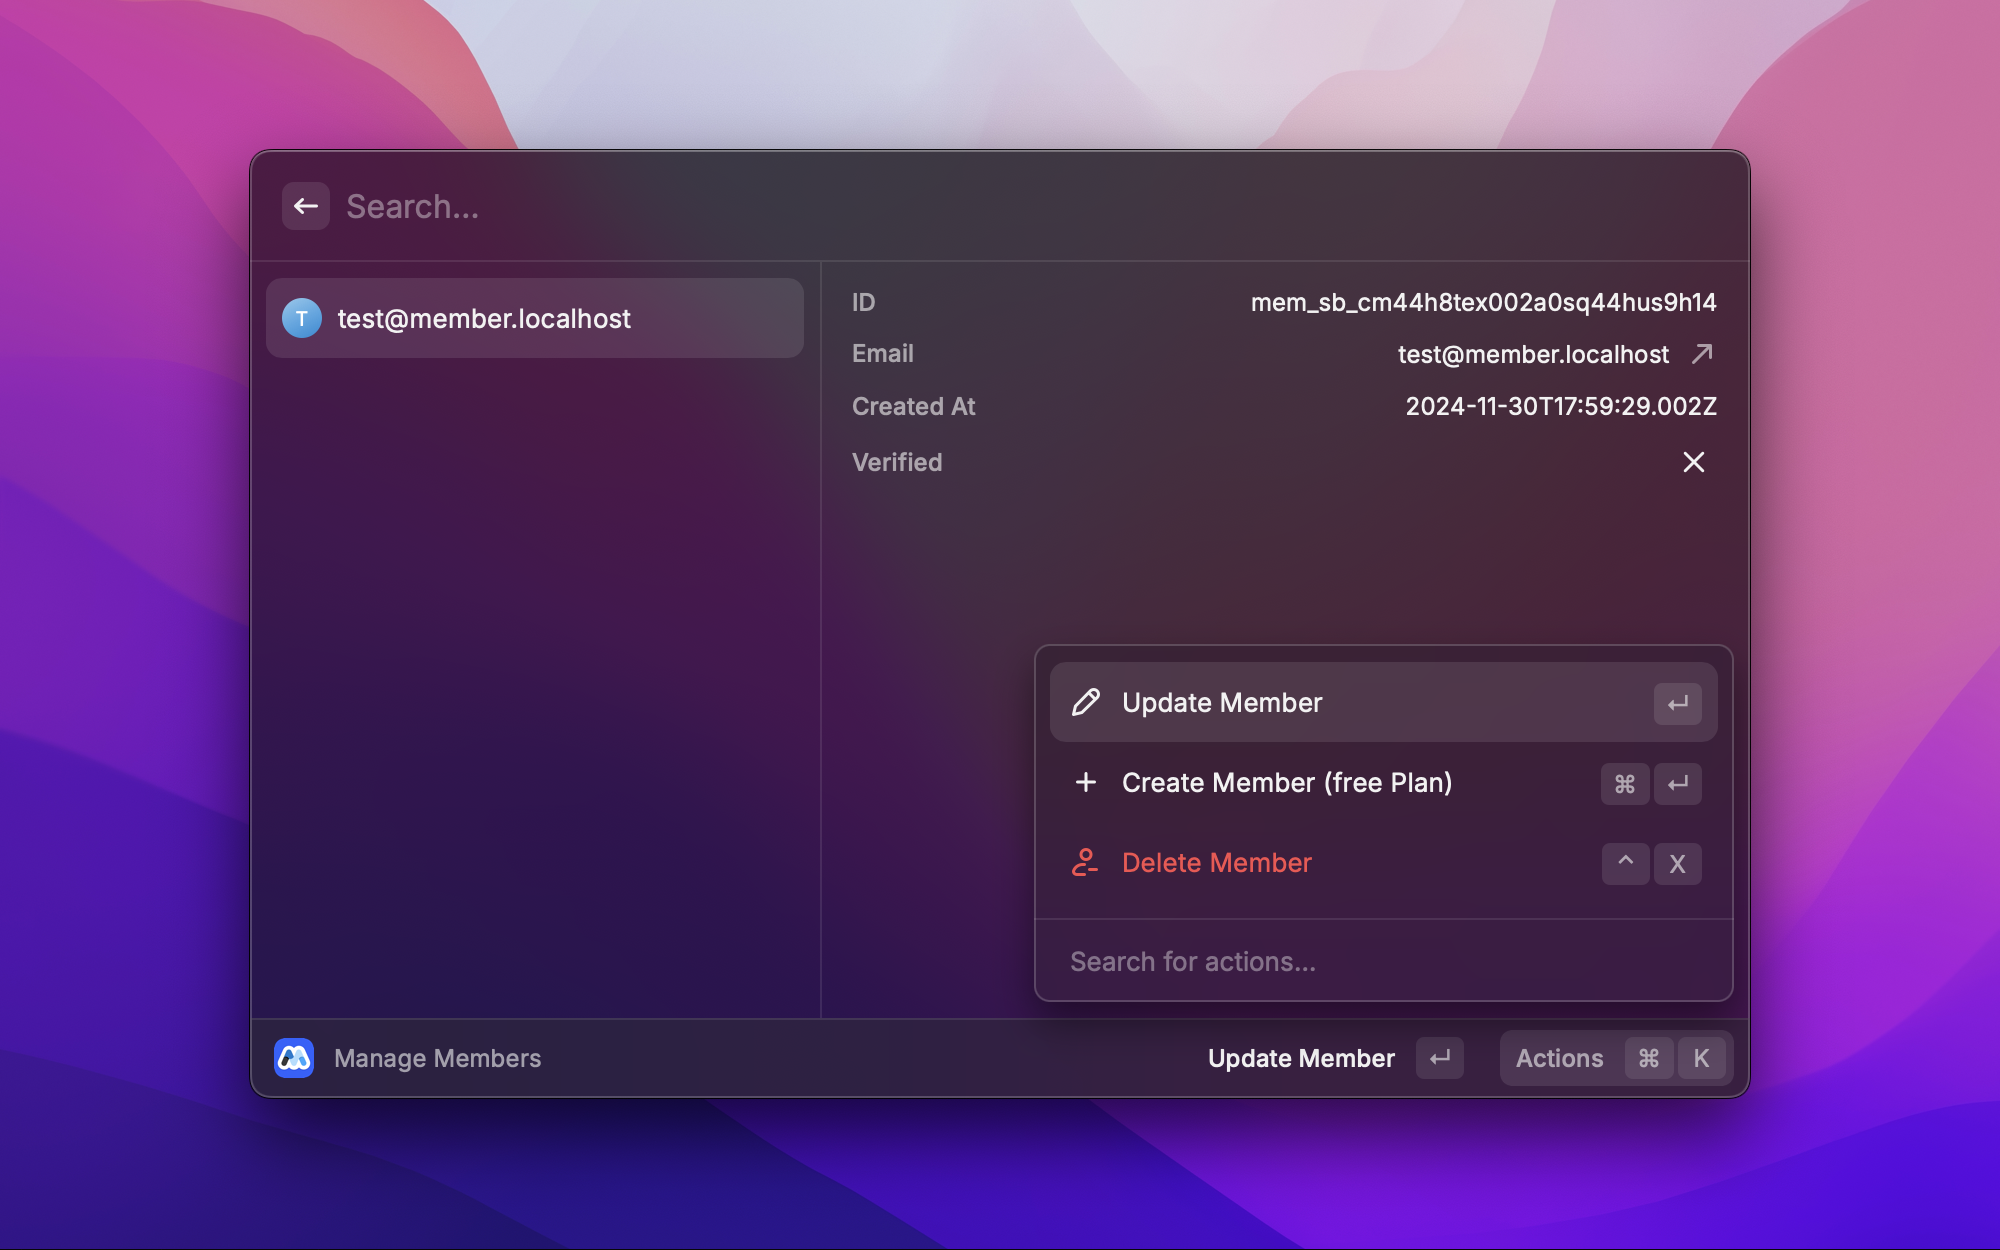 Search...
T test@member.localhost
ID mem_sb_cm44h8tex002a0sq44hus9h14
Email test@member.localhost
Created At 2024-11-30T17:59:29.002Z
Verified
Update Member ↵
Create Member (free Plan) ⌘ ↵
Delete Member ^ X
Search for actions...
Manage Members Update Member ↵ Actions ⌘ K